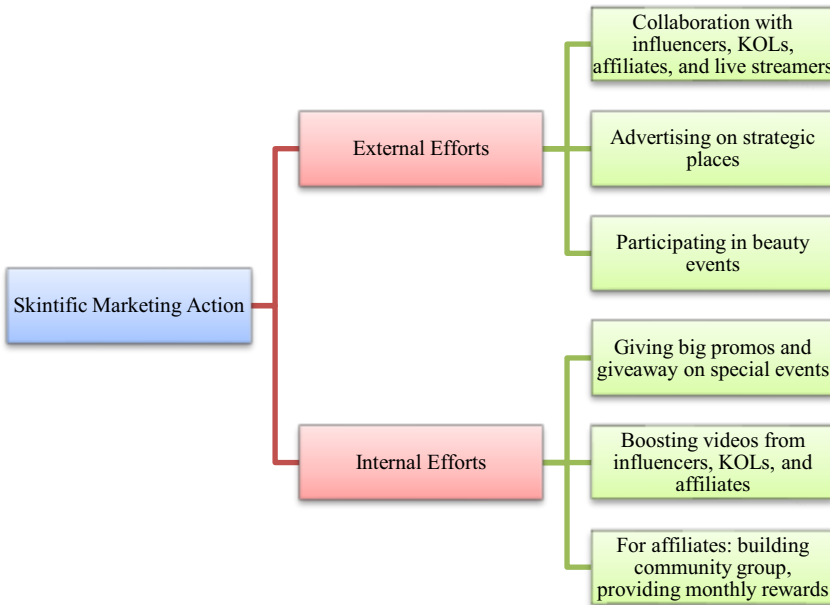 Skintific Marketing Action
External Efforts
Collaboration with
influencers, KOLs,
affiliates, and live streamers
Advertising on strategic
places
Participating in beauty
events
Internal Efforts
Giving big promos and
giveaway on special events
Boosting videos from
influencers, KOLs, and
affiliates
For affiliates: building
community group,
providing monthly rewards